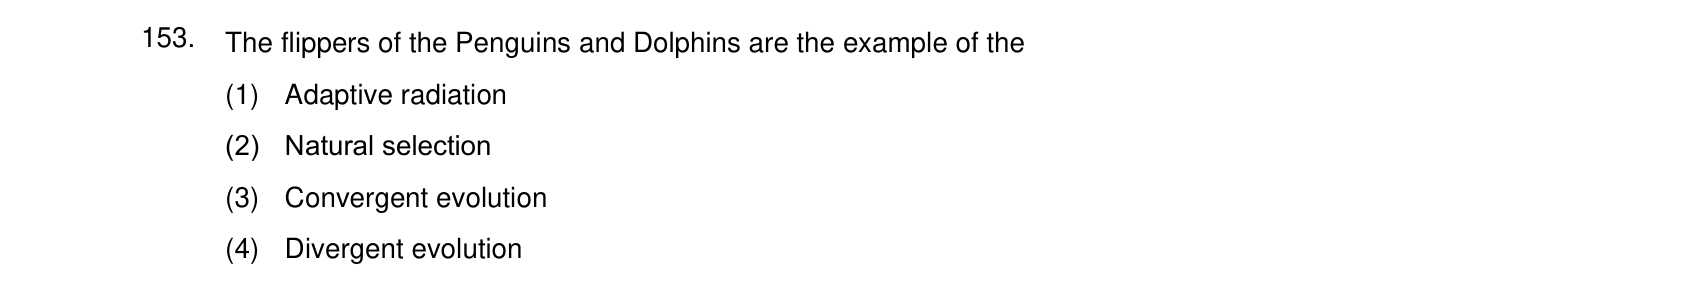 153. The flippers of the Penguins and Dolphins are the example of the
(1) Adaptive radiation
(2) Natural selection
(3) Convergent evolution
(4) Divergent evolution